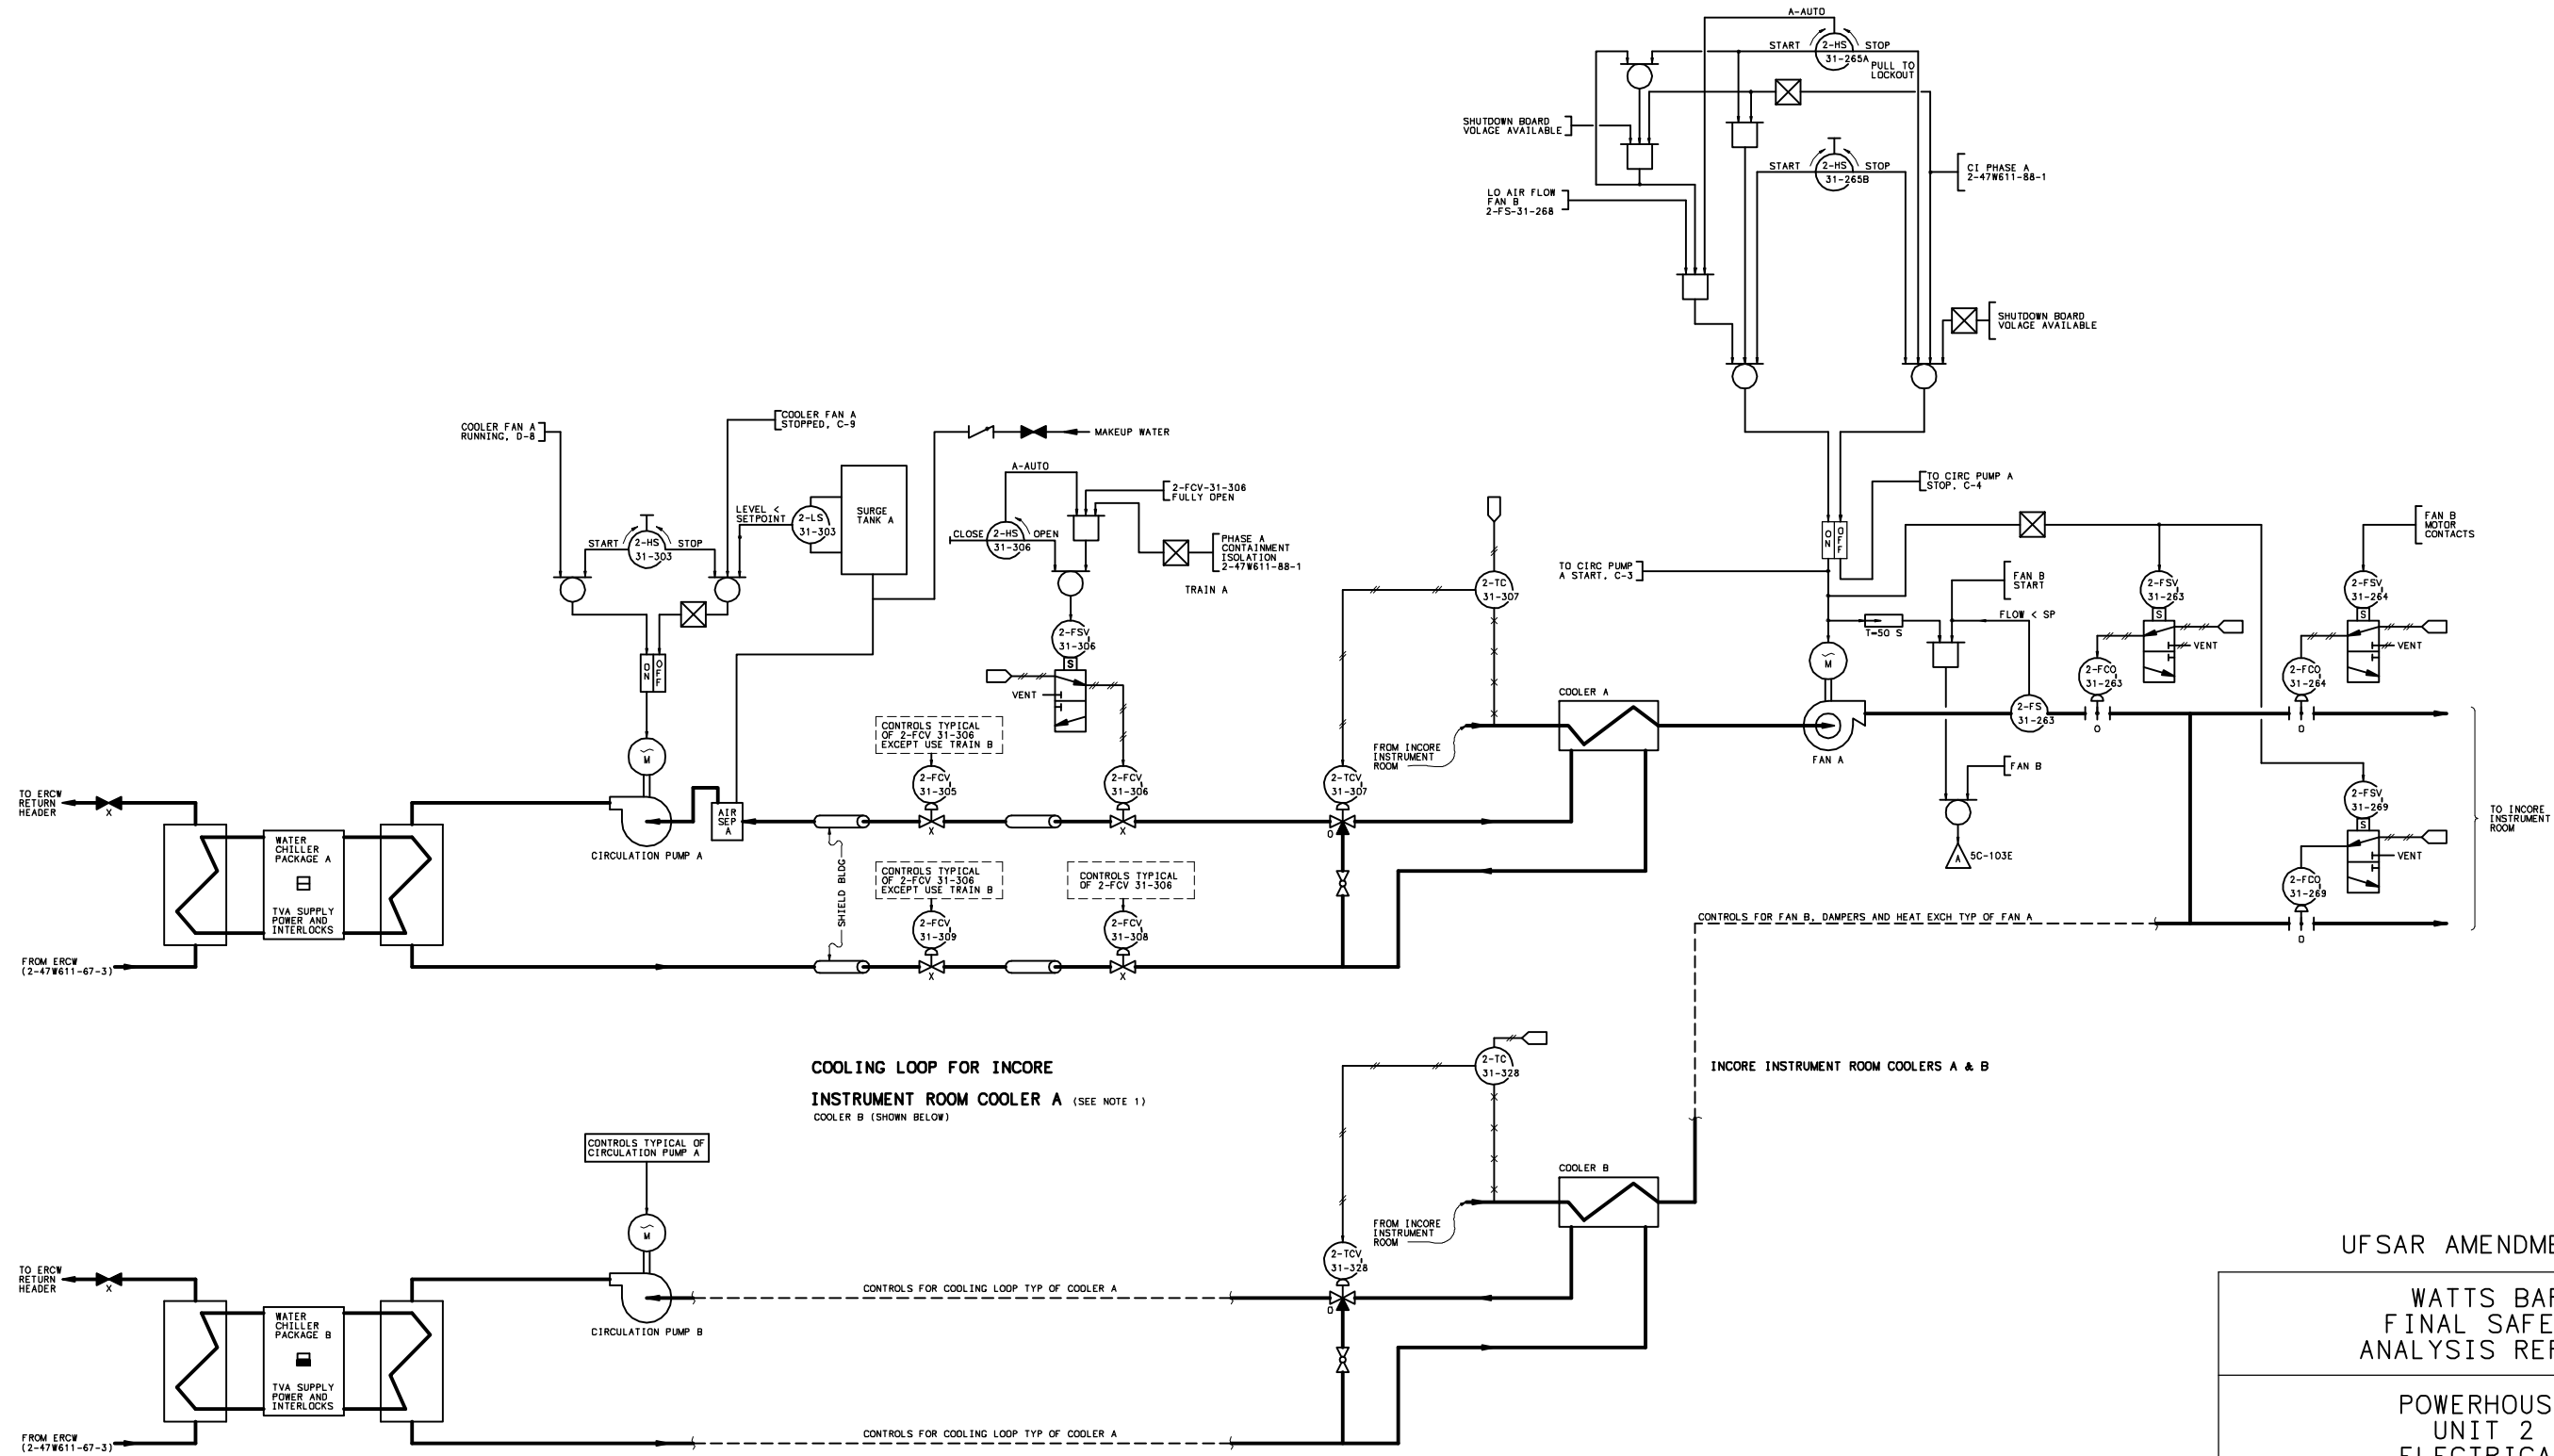 A-AUTO
START
2-HS
31-265A
STOP
PULL TO
LOCKOUT
SHUTDOWN BOARD
VOLAGE AVAILABLE
START
2-HS
31-265B
STOP
CI PHASE A
2-47W611-88-1
LO AIR FLOW
FAN B
2-FS-31-268
SHUTDOWN BOARD
VOLAGE AVAILABLE
COOLER FAN A
RUNNING, D-8
COOLER FAN A
STOPPED, C-9
MAKEUP WATER
START
2-HS
31-303
STOP
LEVEL <
SETPOINT
2-LS
31-303
SURGE
TANK A
A-AUTO
CLOSE
2-HS
31-306
OPEN
2-FCV-31-306
FULLY OPEN
PHASE A
CONTAINMENT
ISOLATION
2-47W611-88-1
TRAIN A
ON
OFF
M
2-FSV
31-306
S
VENT
CONTROLS TYPICAL
OF 2-FCV 31-306
EXCEPT USE TRAIN B
2-FCV
31-305
X
2-FCV
31-306
X
TO ERCW
RETURN
HEADER
X
WATER
CHILLER
PACKAGE A
TVA SUPPLY
POWER AND
INTERLOCKS
FROM ERCW
(2-47W611-67-3)
CIRCULATION PUMP A
AIR
SEP
A
SHIELD BLDG
CONTROLS TYPICAL
OF 2-FCV 31-306
EXCEPT USE TRAIN B
2-FCV
31-309
X
CONTROLS TYPICAL
OF 2-FCV 31-306
2-FCV
31-308
X
2-TC
31-307
2-TCV
31-307
O
FROM INCORE
INSTRUMENT
ROOM
COOLER A
TO CIRC PUMP
A START, C-3
ON
OFF
TO CIRC PUMP A
STOP, C-4
T=50 S
FAN B
START
FLOW < SP
M
FAN A
2-FS
31-263
2-FSV
31-263
S
VENT
2-FCO
31-263
O
FAN B
MOTOR
CONTACTS
2-FSV
31-264
S
VENT
2-FCO
31-264
O
FAN B
A
5C-103E
2-FSV
31-269
S
VENT
2-FCO
31-269
O
TO INCORE
INSTRUMENT
ROOM
CONTROLS FOR FAN B, DAMPERS AND HEAT EXCH TYP OF FAN A
COOLING LOOP FOR INCORE
INSTRUMENT ROOM COOLER A (SEE NOTE 1)
COOLER B (SHOWN BELOW)
INCORE INSTRUMENT ROOM COOLERS A & B
CONTROLS TYPICAL OF
CIRCULATION PUMP A
M
CIRCULATION PUMP B
TO ERCW
RETURN
HEADER
X
WATER
CHILLER
PACKAGE B
TVA SUPPLY
POWER AND
INTERLOCKS
FROM ERCW
(2-47W611-67-3)
CONTROLS FOR COOLING LOOP TYP OF COOLER A
CONTROLS FOR COOLING LOOP TYP OF COOLER A
2-TC
31-328
2-TCV
31-328
O
FROM INCORE
INSTRUMENT
ROOM
COOLER B
UFSAR AMENDME
WATTS BAR
FINAL SAFE
ANALYSIS REP
POWERHOUS
UNIT 2
ELECTRICA